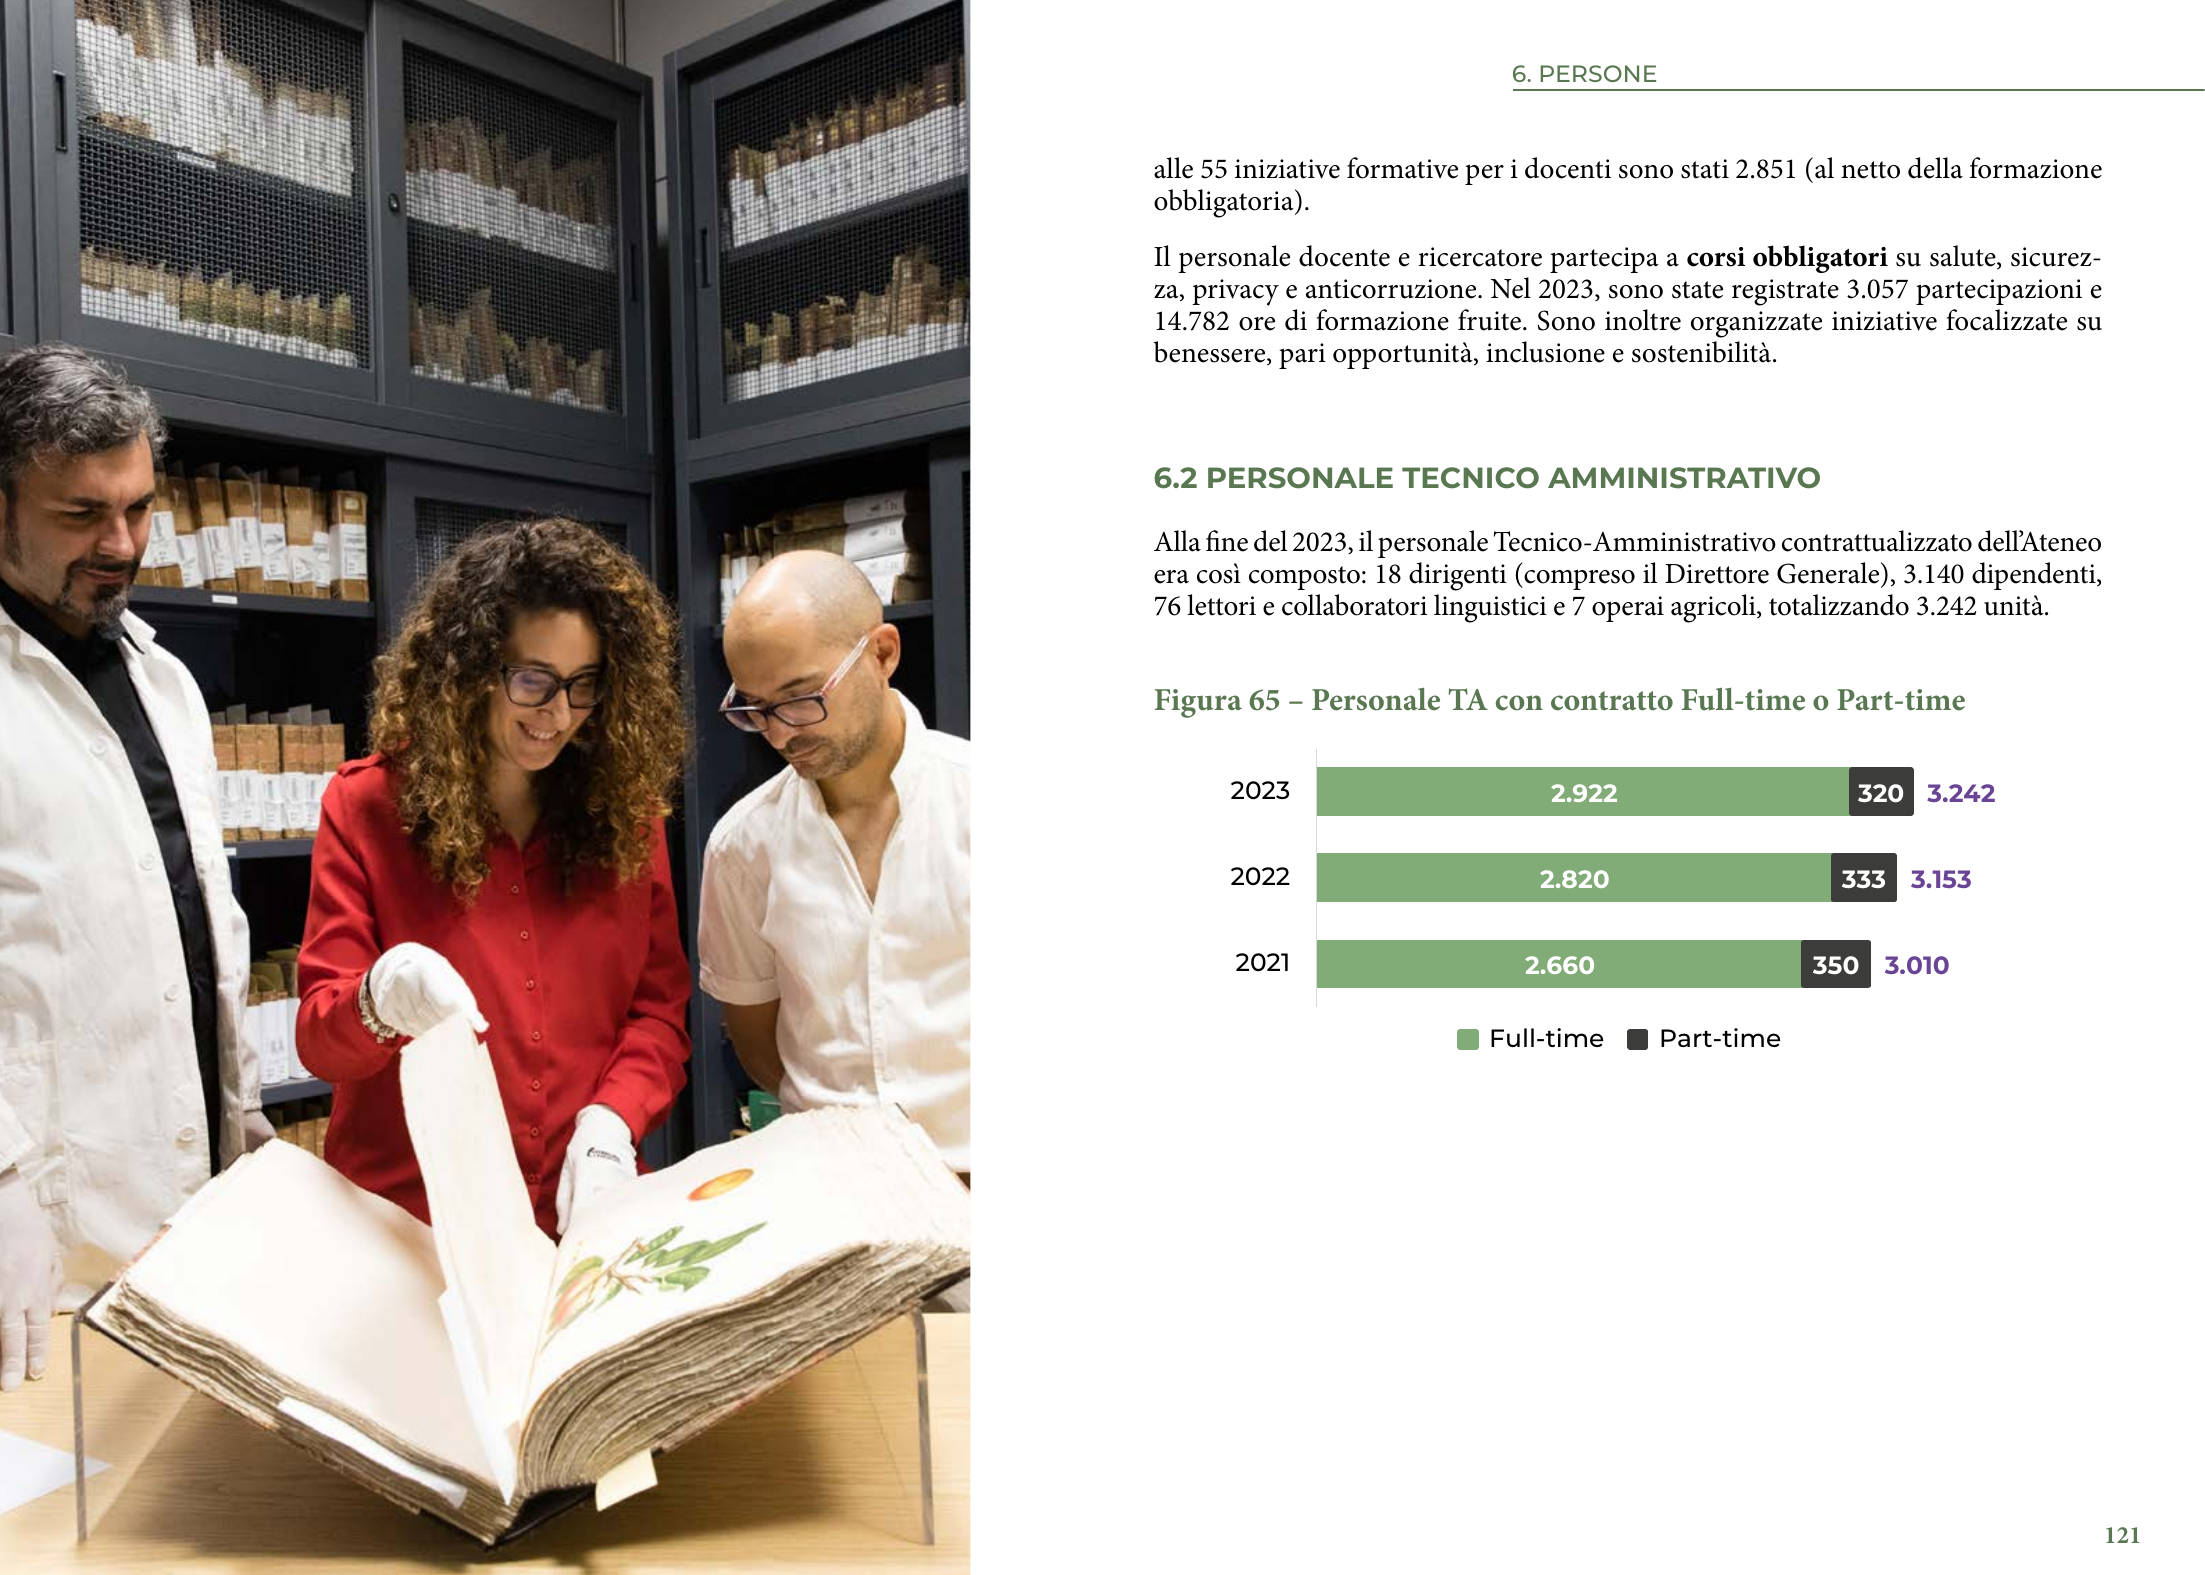 6. PERSONE
alle 55 iniziative formative per i docenti sono stati 2.851 (al netto della formazione
obbligatoria).
Il personale docente e ricercatore partecipa a corsi obbligatori su salute, sicurez-
za, privacy e anticorruzione. Nel 2023, sono state registrate 3.057 partecipazioni e
14.782 ore di formazione fruite. Sono inoltre organizzate iniziative focalizzate su
benessere, pari opportunità, inclusione e sostenibilità.
6.2 PERSONALE TECNICO AMMINISTRATIVO
Alla fine del 2023, il personale Tecnico-Amministrativo contrattualizzato dell’Ateneo
era così composto: 18 dirigenti (compreso il Direttore Generale), 3.140 dipendenti,
76 lettori e collaboratori linguistici e 7 operai agricoli, totalizzando 3.242 unità.
Figura 65 – Personale TA con contratto Full-time o Part-time
2023 2.922 320 3.242
2022 2.820 333 3.153
2021 2.660 350 3.010
Full-time Part-time
121